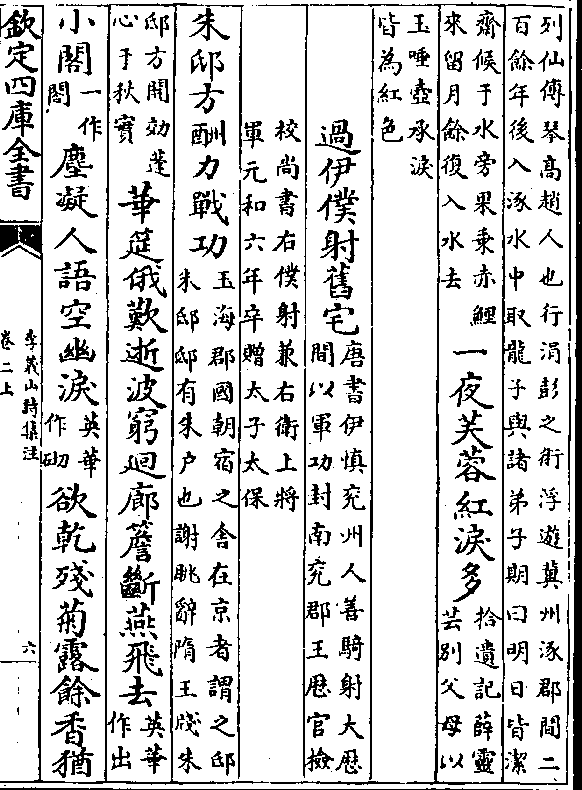 列仙傳琴高趙人也行涓彭之術浮遊冀州涿郡間二
百餘年後入涿水中取龍子與諸弟子期曰明日皆潔
齋候于水旁果乗赤鯉
來留月餘復入水去
一夜芙蓉紅淚多
拾遺記薛靈
芸别父母以
玉唾壺承淚
皆為紅色
過伊僕射舊宅
唐書伊慎兖州人善騎射大厯
間以軍功封南兖郡王厯官檢
校尚書右僕射兼右衛上將
軍元和六年卒贈太子太保
朱邸方酬力戰功
玉海郡國朝宿之舍在京者謂之邸
朱邸邸有朱户也謝朓辭隋王牋朱
邸方開効蓬
心于秋實
華筵俄歎逝波窮廻廊簷斷燕飛去
英華
作出
小閣
一作
閤
塵凝人語空幽淚
英華
作砌
欲乾殘菊露餘香猶
欽定四庫全書
李義山詩集注
卷二上
六